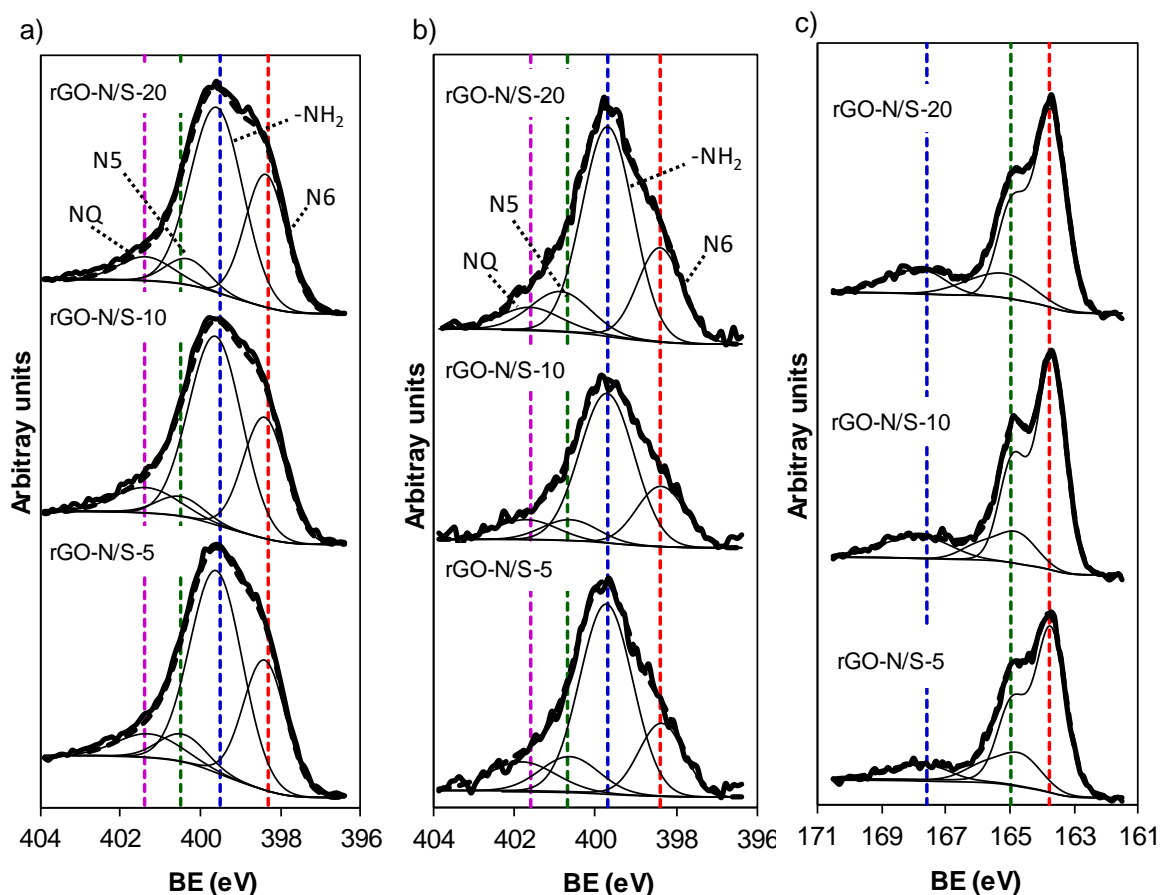 a)
rGO-N/S-20
-NH2
N5
NQ
N6
rGO-N/S-10
rGO-N/S-5
Arbitray units
404 402 400 398 396
BE (eV)
b)
rGO-N/S-20
-NH2
N5
NQ
N6
rGO-N/S-10
rGO-N/S-5
Arbitray units
404 402 400 398 396
BE (eV)
c)
rGO-N/S-20
rGO-N/S-10
rGO-N/S-5
Arbitray units
171 169 167 165 163 161
BE (eV)